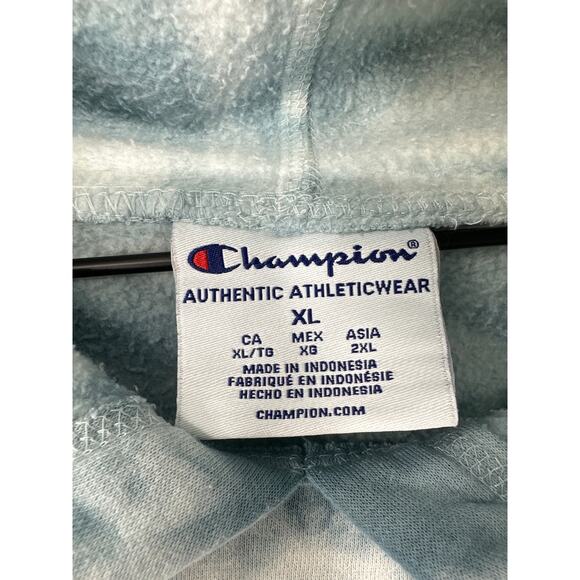 Champion®
AUTHENTIC ATHLETICWEAR
XL
CA MEX ASIA
XL/TG XG 2XL
MADE IN INDONESIA
FABRIQUÉ EN INDONÉSIE
HECHO EN INDONESIA
CHAMPION.COM